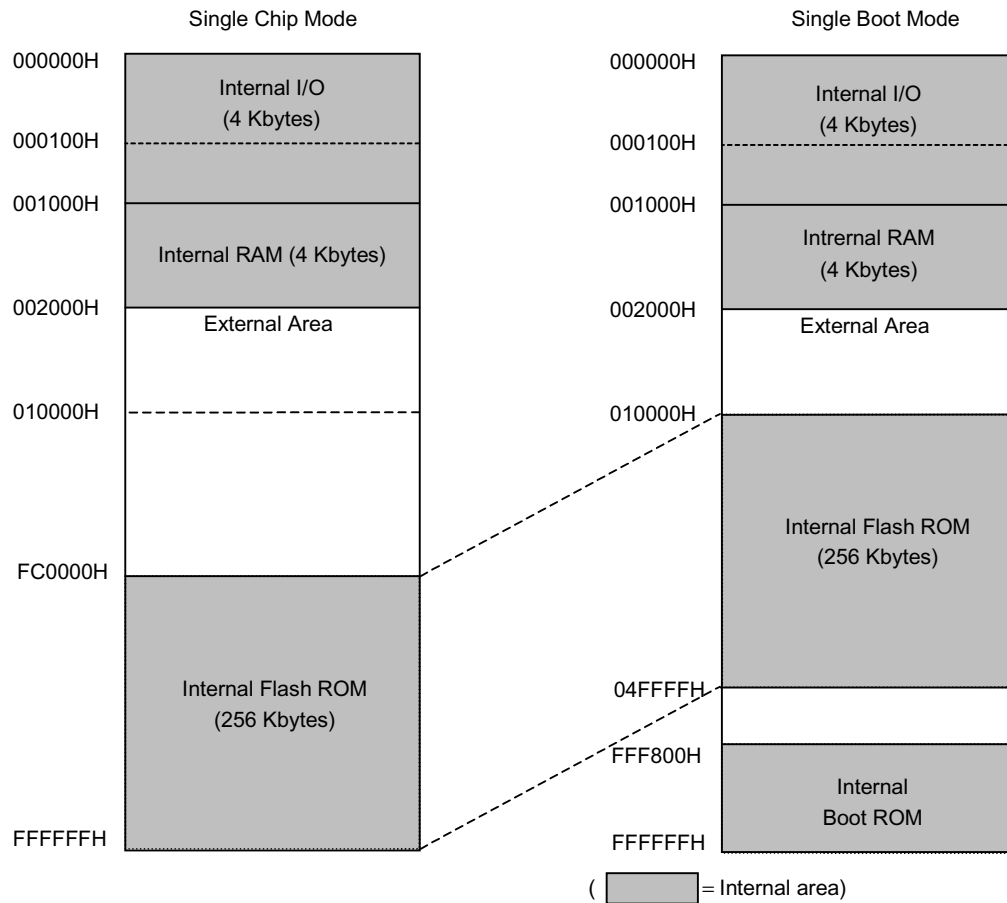 Single Chip Mode
000000H
Internal I/O
(4 Kbytes)
000100H
001000H
Internal RAM (4 Kbytes)
002000H
External Area
010000H
FC0000H
Internal Flash ROM
(256 Kbytes)
FFFFFFH
Single Boot Mode
000000H
Internal I/O
(4 Kbytes)
000100H
001000H
Intrernal RAM
(4 Kbytes)
002000H
External Area
010000H
Internal Flash ROM
(256 Kbytes)
04FFFFH
FFF800H
Internal
Boot ROM
FFFFFFH
( = Internal area)